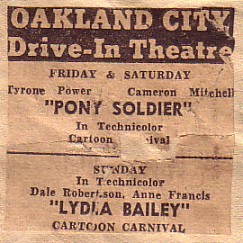 OAKLAND CITY
Drive-In Theatre
FRIDAY & SATURDAY
Tyrone Power Cameron Mitchell
"PONY SOLDIER"
In Technicolor
Cartoon
SUNDAY
In Technicolor
Dale Robertson, Anne Francis
"LYDIA BAILEY"
CARTOON CARNIVAL